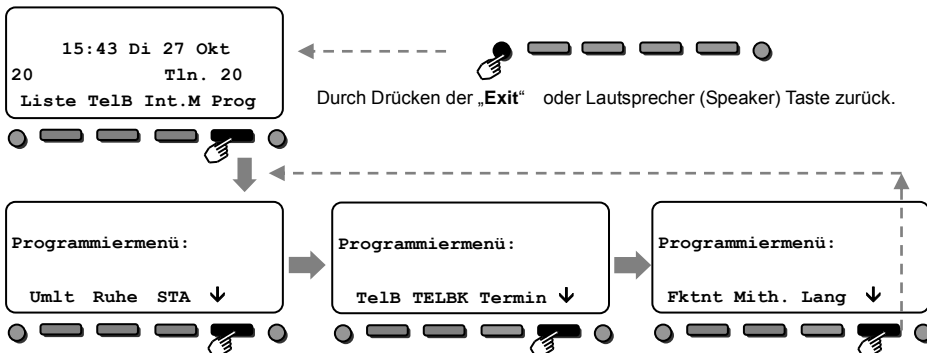 15:43 Di 27 Okt
20 Tln. 20
Liste TelB Int.M Prog
Durch Drücken der „Exit“ oder Lautsprecher (Speaker) Taste zurück.
Programmiermenü:
Umlt Ruhe STA ↓
Programmiermenü:
TelB TELBK Termin ↓
Programmiermenü:
Fktnt Mith. Lang ↓